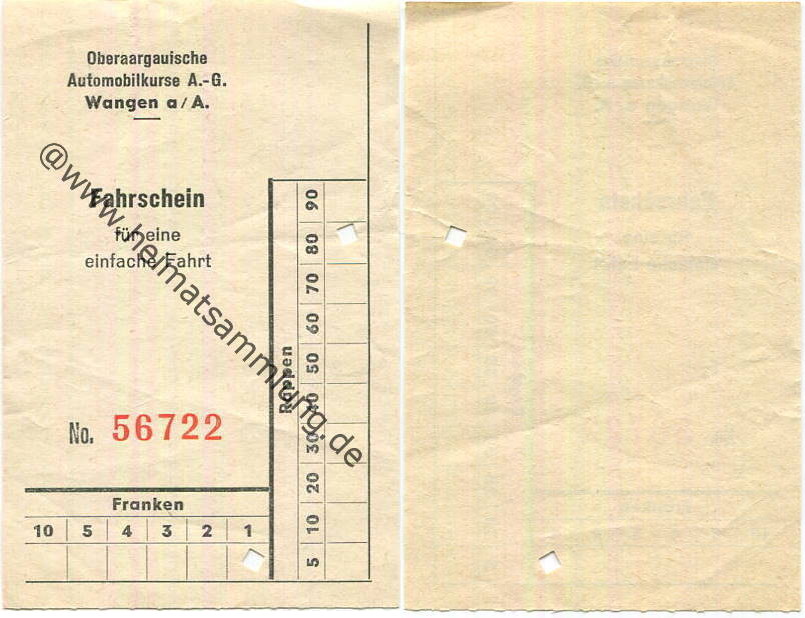 Oberaargauische
Automobilkurse A.-G.
Wangen a/A.
Fahrschein
für eine
einfache Fahrt
No. 56722
Franken
10 5 4 3 2 1
Rappen
90
80
70
60
50
40
30
20
10
5
@www.heimatsammlung.de